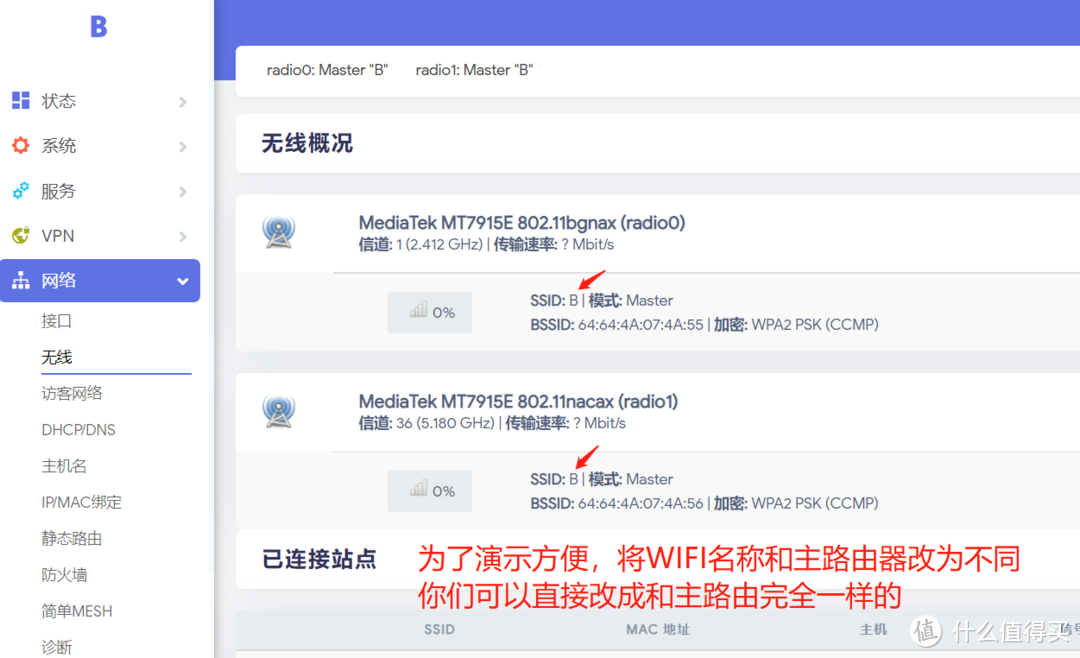 B
radio0: Master "B"
radio1: Master "B"
状态
系统
服务
VPN
网络
接口
无线
访客网络
DHCP/DNS
主机名
IP/MAC绑定
静态路由
防火墙
简单MESH
诊断
无线概况
MediaTek MT7915E 802.11bgnax (radio0)
信道: 1 (2.412 GHz) | 传输速率: ? Mbit/s
0%
SSID: B | 模式: Master
BSSID: 64:64:4A:07:4A:55 | 加密: WPA2 PSK (CCMP)
MediaTek MT7915E 802.11nacax (radio1)
信道: 36 (5.180 GHz) | 传输速率: ? Mbit/s
0%
SSID: B | 模式: Master
BSSID: 64:64:4A:07:4A:56 | 加密: WPA2 PSK (CCMP)
已连接站点
为了演示方便，将WIFI名称和主路由器改为不同
你们可以直接改成和主路由完全一样的
SSID
MAC 地址
主机
值 什么值得买